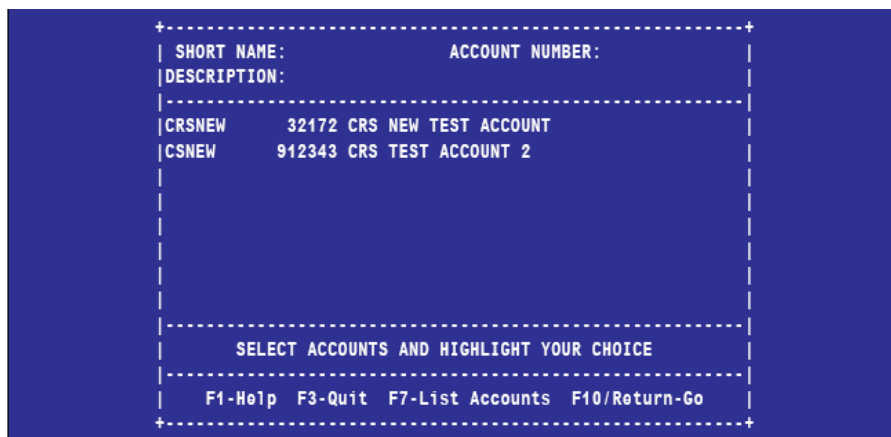 SHORT NAME: ACCOUNT NUMBER:
DESCRIPTION:
CRSNEW 32172 CRS NEW TEST ACCOUNT
CSNEW 912343 CRS TEST ACCOUNT 2
SELECT ACCOUNTS AND HIGHLIGHT YOUR CHOICE
F1-Help F3-Quit F7-List Accounts F10/Return-Go